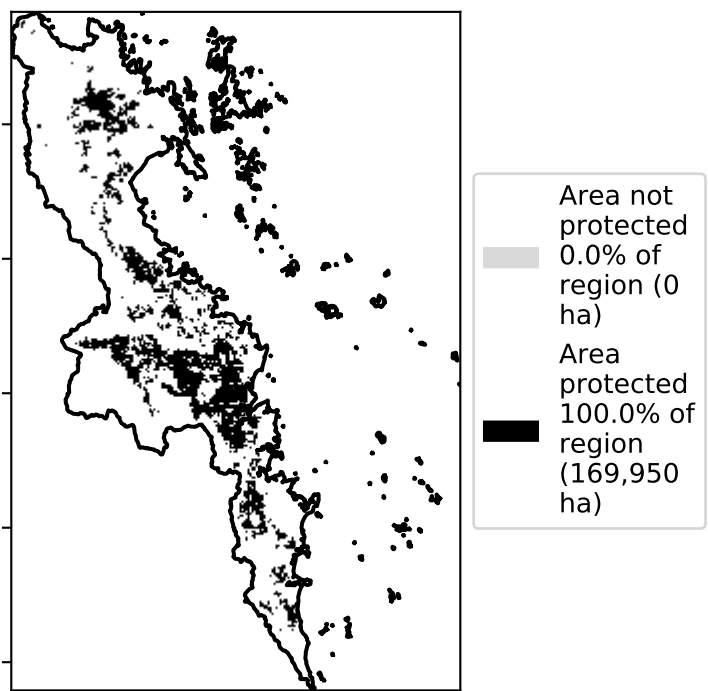 Area not
protected
0.0% of
region (0
ha)
Area
protected
100.0% of
region
(169,950
ha)